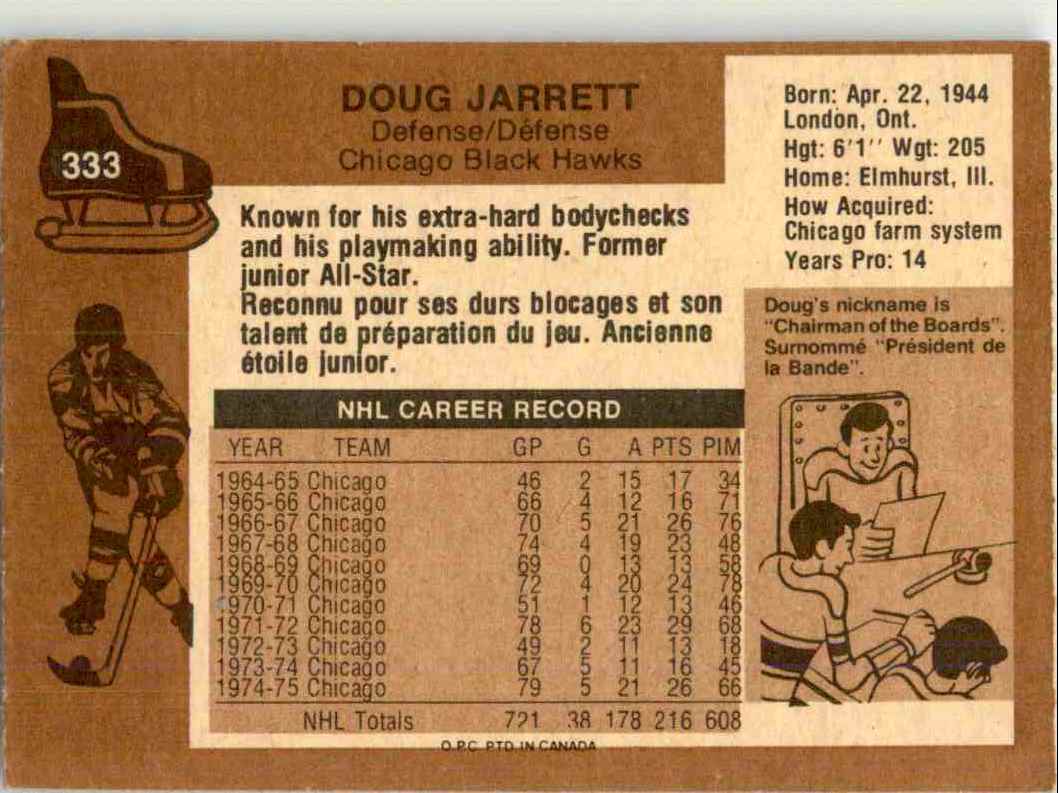 333
DOUG JARRETT
Defense/Défense
Chicago Black Hawks
Born: Apr. 22, 1944
London, Ont.
Hgt: 6'1'' Wgt: 205
Home: Elmhurst, Ill.
How Acquired:
Chicago farm system
Years Pro: 14
Known for his extra-hard bodychecks
and his playmaking ability. Former
junior All-Star.
Reconnu pour ses durs blocages et son
talent de préparation du jeu. Ancienne
étoile junior.
Doug's nickname is
"Chairman of the Boards".
Surnommé "Président de
la Bande".
NHL CAREER RECORD
YEAR TEAM GP G A PTS PIM
1964-65 Chicago 46 2 15 17 34
1965-66 Chicago 66 4 12 16 71
1966-67 Chicago 70 5 21 26 76
1967-68 Chicago 74 4 19 23 48
1968-69 Chicago 69 0 13 13 58
1969-70 Chicago 72 4 20 24 78
1970-71 Chicago 51 1 12 13 46
1971-72 Chicago 78 6 23 29 68
1972-73 Chicago 49 2 11 13 18
1973-74 Chicago 67 5 11 16 45
1974-75 Chicago 79 5 21 26 66
NHL Totals 721 38 178 216 608
O.P.C. PTD. IN CANADA